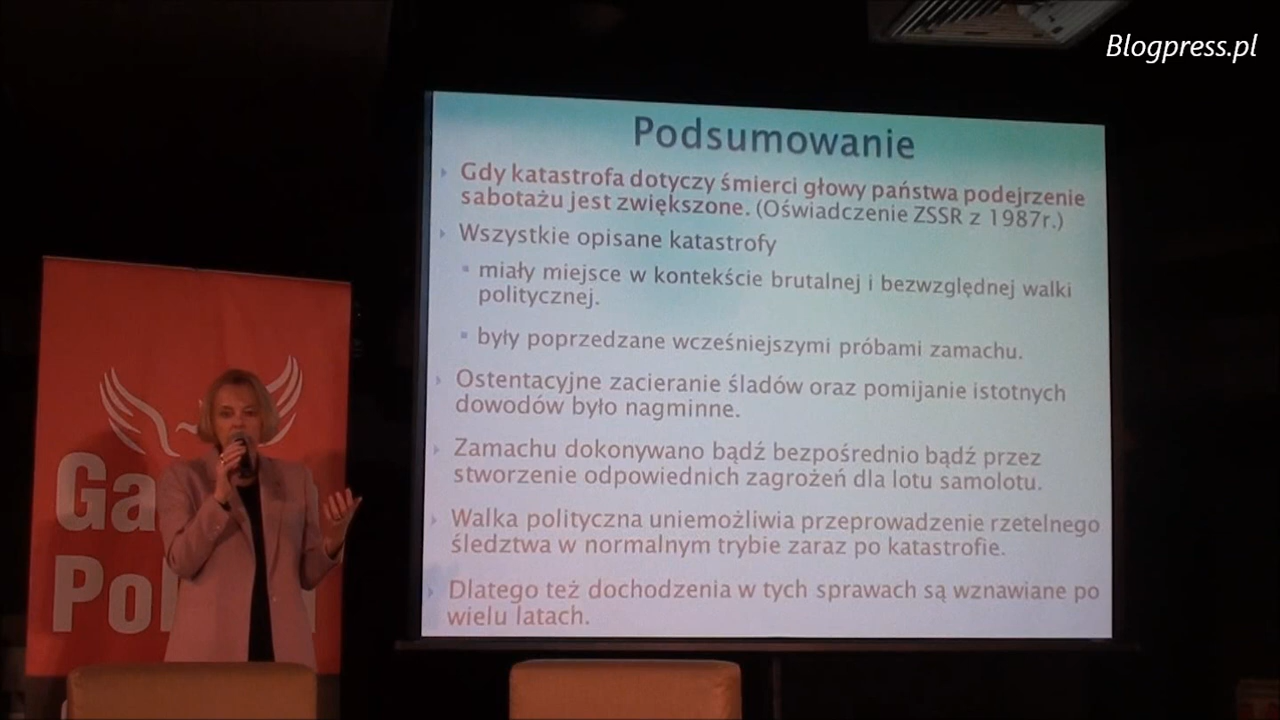 Blogpress.pl
Podsumowanie
Gdy katastrofa dotyczy śmierci głowy państwa podejrzenie
sabotażu jest zwiększone. (Oświadczenie ZSSR z 1987r.)
Wszystkie opisane katastrofy
miały miejsce w kontekście brutalnej i bezwzględnej walki
politycznej.
były poprzedzane wcześniejszymi próbami zamachu.
Ostentacyjne zacieranie śladów oraz pomijanie istotnych
dowodów było nagminne.
Zamachu dokonywano bądź bezpośrednio bądź przez
stworzenie odpowiednich zagrożeń dla lotu samolotu.
Walka polityczna uniemożliwia przeprowadzenie rzetelnego
śledztwa w normalnym trybie zaraz po katastrofie.
Dlatego też dochodzenia w tych sprawach są wznawiane po
wielu latach.
Ga
Pol